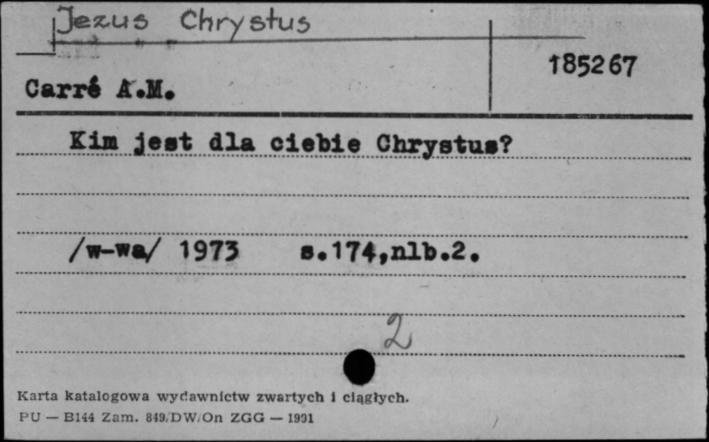 Jezus Chrystus
185267
Carré A.M.
Kim jest dla ciebie Chrystus?
/w-wa/ 1973 s.174,nlb.2.
2
Karta katalogowa wydawnictw zwartych i ciągłych.
PU — B144 Zam. 849/DW/On ZGG — 1991